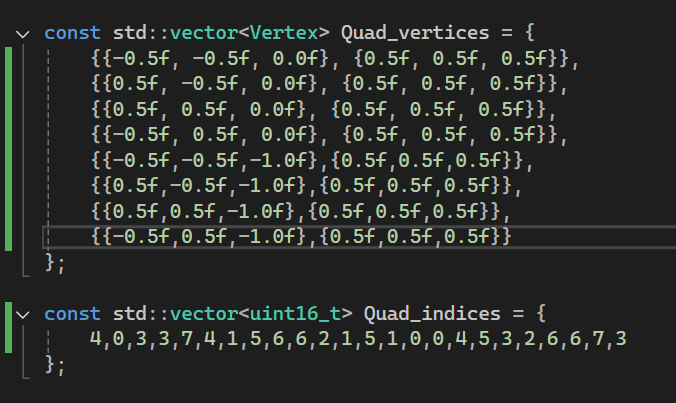 const std::vector<Vertex> Quad_vertices = {
{{-0.5f, -0.5f, 0.0f}, {0.5f, 0.5f, 0.5f}},
{{0.5f, -0.5f, 0.0f}, {0.5f, 0.5f, 0.5f}},
{{0.5f, 0.5f, 0.0f}, {0.5f, 0.5f, 0.5f}},
{{-0.5f, 0.5f, 0.0f}, {0.5f, 0.5f, 0.5f}},
{{-0.5f,-0.5f,-1.0f},{0.5f,0.5f,0.5f}},
{{0.5f,-0.5f,-1.0f},{0.5f,0.5f,0.5f}},
{{0.5f,0.5f,-1.0f},{0.5f,0.5f,0.5f}},
{{-0.5f,0.5f,-1.0f},{0.5f,0.5f,0.5f}}
};
const std::vector<uint16_t> Quad_indices = {
4,0,3,3,7,4,1,5,6,6,2,1,5,1,0,0,4,5,3,2,6,6,7,3
};